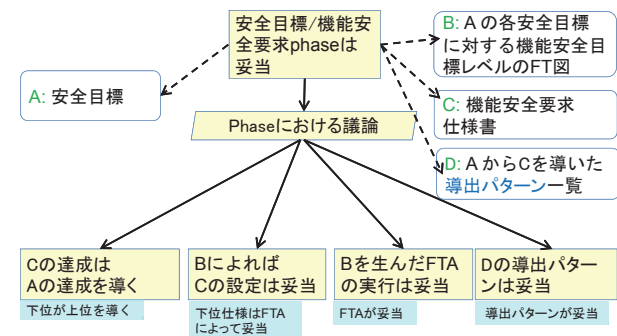 安全目標/機能安
全要求phaseは
妥当
B: Aの各安全目標
に対する機能安全目
標レベルのFT図
A: 安全目標
C: 機能安全要求
仕様書
Phaseにおける議論
D: AからCを導いた
導出パターン一覧
Cの達成は
Aの達成を導く
下位が上位を導く
Bによれば
Cの設定は妥当
下位仕様はFTA
によって妥当
Bを生んだFTA
の実行は妥当
FTAが妥当
Dの導出パター
ンは妥当
導出パターンが妥当